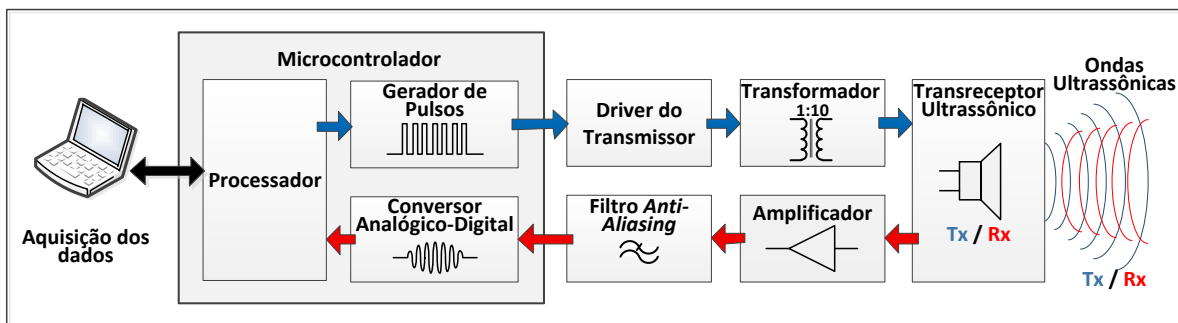 Microcontrolador
Processador
Gerador de
Pulsos
Driver do
Transmissor
Transformador
1:10
Transreceptor
Ultrassônico
Tx / Rx
Ondas
Ultrassônicas
Tx / Rx
Conversor
Analógico-Digital
Filtro Anti-
Aliasing
Amplificador
Aquisição dos
dados